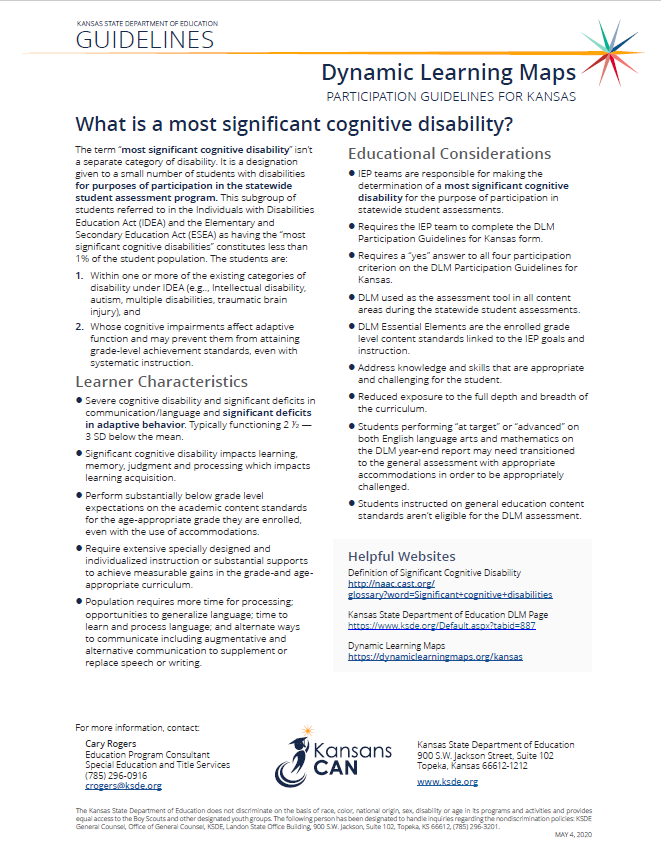 KANSAS STATE DEPARTMENT OF EDUCATION
GUIDELINES
Dynamic Learning Maps
PARTICIPATION GUIDELINES FOR KANSAS
What is a most significant cognitive disability?
The term “most significant cognitive disability” isn’t
a separate category of disability. It is a designation
given to a small number of students with disabilities
for purposes of participation in the statewide
student assessment program. This subgroup of
students referred to in the Individuals with Disabilities
Education Act (IDEA) and the Elementary and
Secondary Education Act (ESEA) as having the “most
significant cognitive disabilities” constitutes less than
1% of the student population. The students are:
1. Within one or more of the existing categories of
disability under IDEA (e.g.., Intellectual disability,
autism, multiple disabilities, traumatic brain
injury); and
2. Whose cognitive impairments affect adaptive
function and may prevent them from attaining
grade-level achievement standards, even with
systematic instruction.
Learner Characteristics
● Severe cognitive disability and significant deficits in
communication/language and significant deficits
in adaptive behavior. Typically functioning 2 ½ —
3 SD below the mean.
● Significant cognitive disability impacts learning,
memory, judgment and processing which impacts
learning acquisition.
● Perform substantially below grade level
expectations on the academic content standards
for the age-appropriate grade they are enrolled,
even with the use of accommodations.
● Require extensive specially designed and
individualized instruction or substantial supports
to achieve measurable gains in the grade-and age-
appropriate curriculum.
● Population requires more time for processing;
opportunities to generalize language; time to
learn and process language; and alternate ways
to communicate including augmentative and
alternative communication to supplement or
replace speech or writing.
Educational Considerations
● IEP teams are responsible for making the
determination of a most significant cognitive
disability for the purpose of participation in
statewide student assessments.
● Requires the IEP team to complete the DLM
Participation Guidelines for Kansas form.
● Requires a “yes” answer to all four participation
criterion on the DLM Participation Guidelines for
Kansas.
● DLM used as the assessment tool in all content
areas during the statewide student assessments.
● DLM Essential Elements are the enrolled grade
level content standards linked to the IEP goals and
instruction.
● Address knowledge and skills that are appropriate
and challenging for the student.
● Reduced exposure to the full depth and breadth of
the curriculum.
● Students performing “at target” or “advanced” on
both English language arts and mathematics on
the DLM year-end report may need transitioned
to the general assessment with appropriate
accommodations in order to be appropriately
challenged.
● Students instructed on general education content
standards aren’t eligible for the DLM assessment.
Helpful Websites
Definition of Significant Cognitive Disability
http://naac.cast.org/
glossary?word=Significant+cognitive+disabilities
Kansas State Department of Education DLM Page
https://www.ksde.org/Default.aspx?tabid=887
Dynamic Learning Maps
https://dynamiclearningmaps.org/kansas
For more information, contact:
Cary Rogers
Education Program Consultant
Special Education and Title Services
(785) 296-0916
crogers@ksde.org
Kansans
CAN
Kansas State Department of Education
900 S.W. Jackson Street, Suite 102
Topeka, Kansas 66612-1212
www.ksde.org
The Kansas State Department of Education does not discriminate on the basis of race, color, national origin, sex, disability or age in its programs and activities and provides
equal access to the Boy Scouts and other designated youth groups. The following person has been designated to handle inquiries regarding the nondiscrimination policies: KSDE
General Counsel, Office of General Counsel, KSDE, Landon State Office Building, 900 S.W. Jackson, Suite 102, Topeka, KS 66612, (785) 296-3201.
MAY 4, 2020